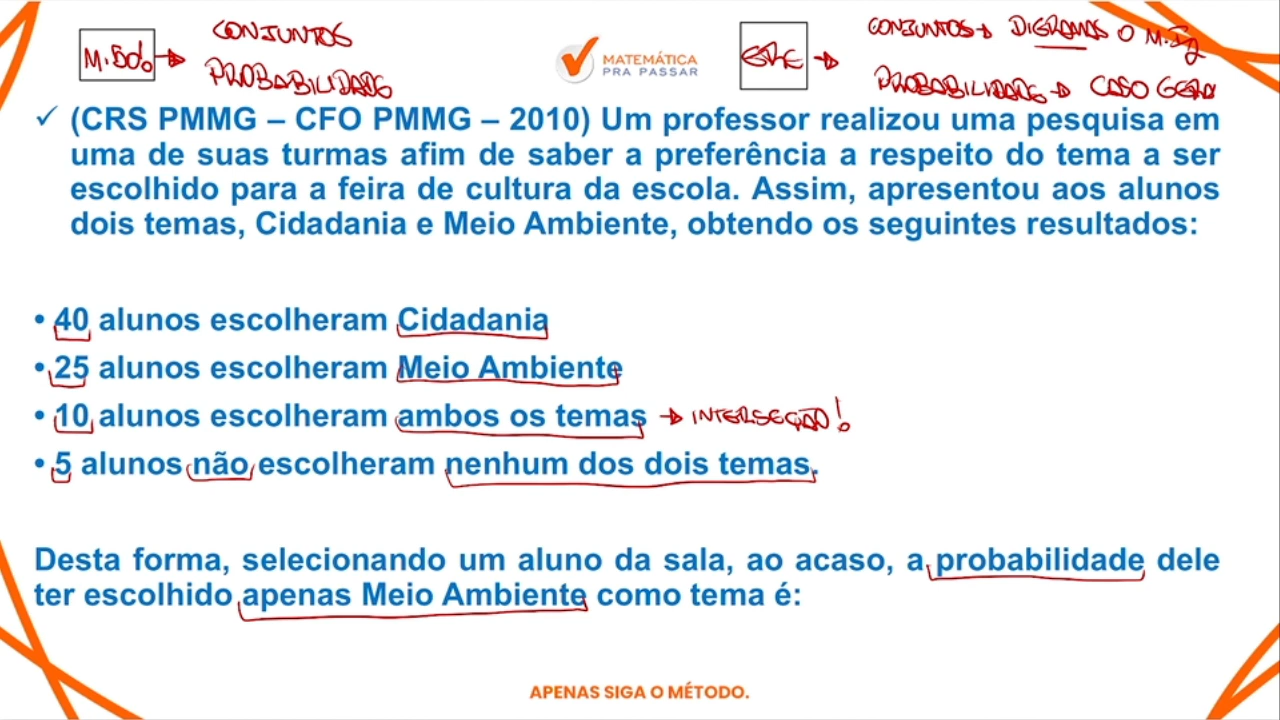 M.50% → CONJUNTOS
PROBABILIDADE
MATEMÁTICA
PRA PASSAR
CONJUNTOS →
PROBABILIDADE → CASO GERAL
✓ (CRS PMMG – CFO PMMG – 2010) Um professor realizou uma pesquisa em
uma de suas turmas afim de saber a preferência a respeito do tema a ser
escolhido para a feira de cultura da escola. Assim, apresentou aos alunos
dois temas, Cidadania e Meio Ambiente, obtendo os seguintes resultados:
• 40 alunos escolheram Cidadania
• 25 alunos escolheram Meio Ambiente
• 10 alunos escolheram ambos os temas → INTERSEÇÃO!
• 5 alunos não escolheram nenhum dos dois temas.
Desta forma, selecionando um aluno da sala, ao acaso, a probabilidade dele
ter escolhido apenas Meio Ambiente como tema é:
APENAS SIGA O MÉTODO.